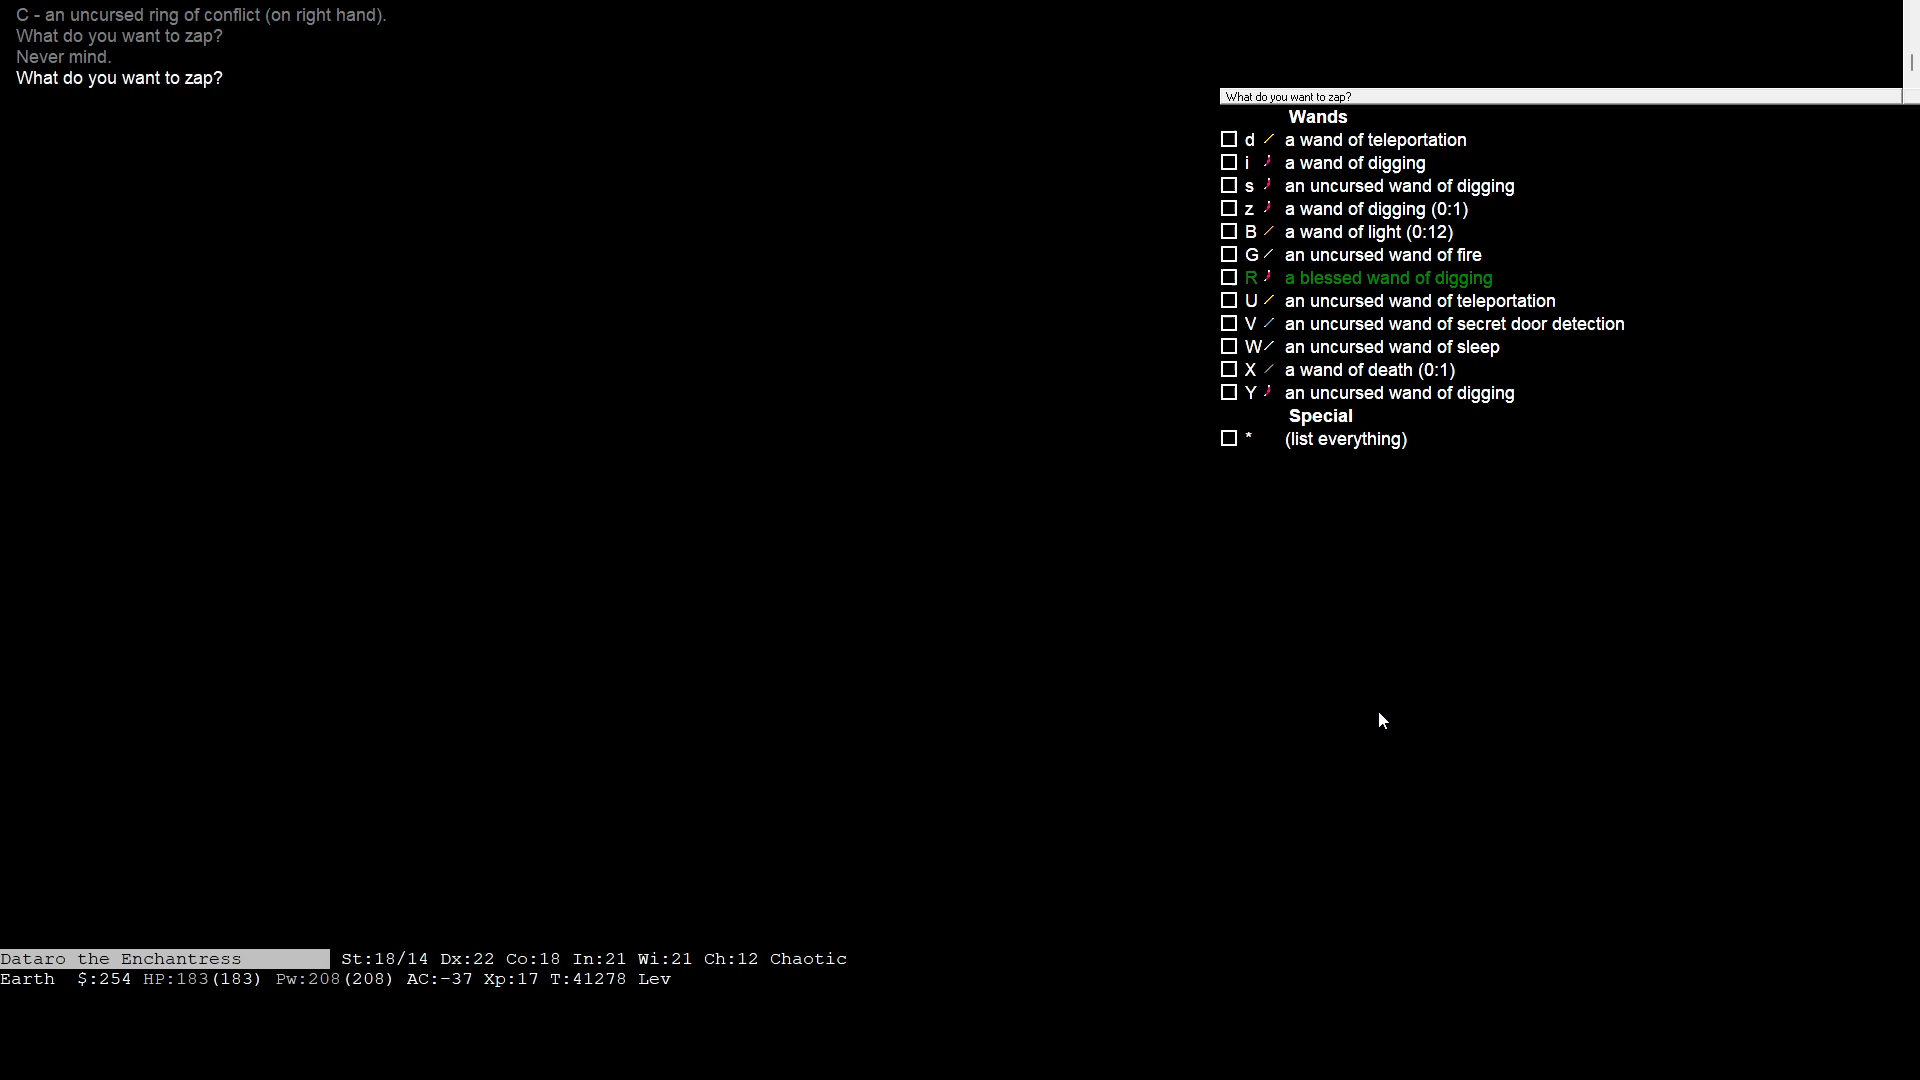 C - an uncursed ring of conflict (on right hand).
What do you want to zap?
Never mind.
What do you want to zap?
What do you want to zap?
Wands
d a wand of teleportation
i a wand of digging
s an uncursed wand of digging
z a wand of digging (0:1)
B a wand of light (0:12)
G an uncursed wand of fire
R a blessed wand of digging
U an uncursed wand of teleportation
V an uncursed wand of secret door detection
W an uncursed wand of sleep
X a wand of death (0:1)
Y an uncursed wand of digging
Special
* (list everything)
Dataro the Enchantress St:18/14 Dx:22 Co:18 In:21 Wi:21 Ch:12 Chaotic
Earth $:254 HP:183(183) Pw:208(208) AC:-37 Xp:17 T:41278 Lev